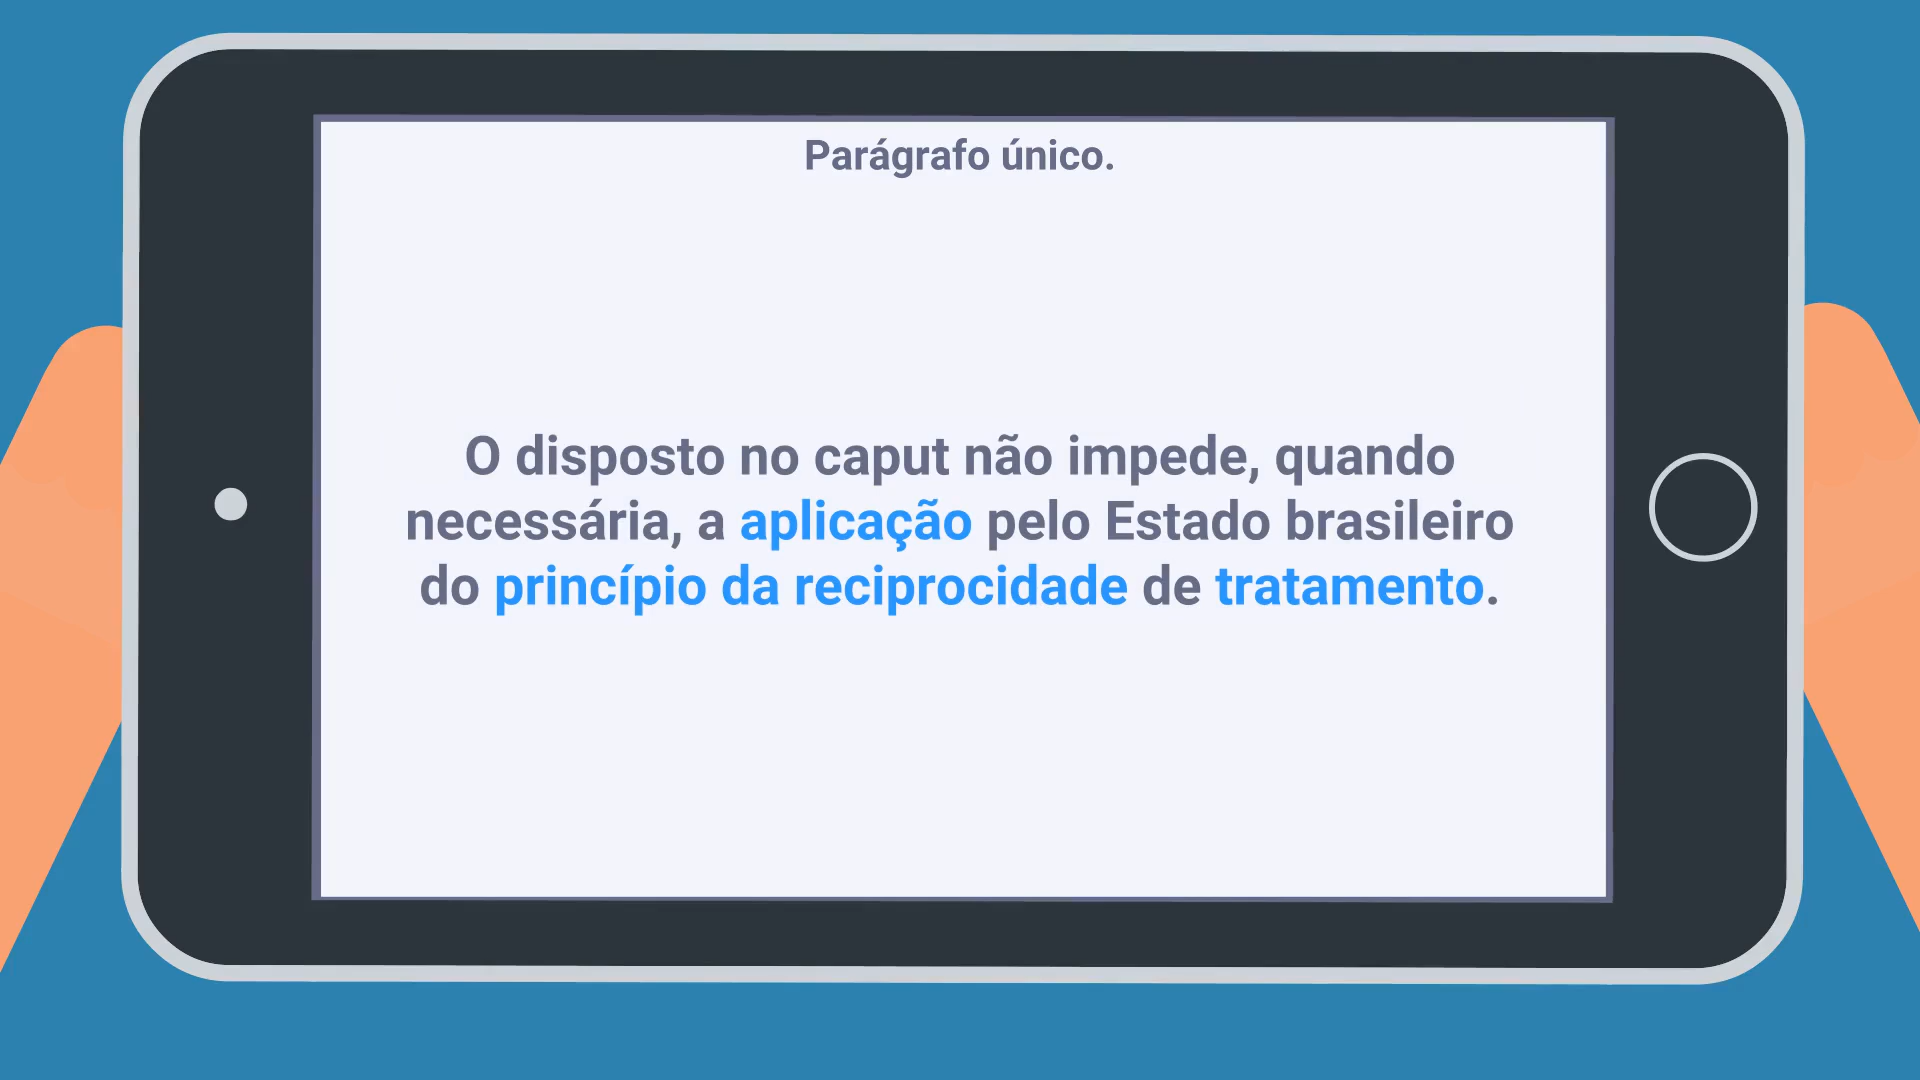 Parágrafo único.
O disposto no caput não impede, quando
necessária, a aplicação pelo Estado brasileiro
do princípio da reciprocidade de tratamento.